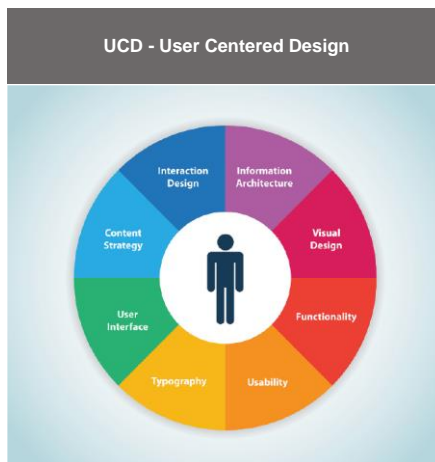 UCD - User Centered Design
Interaction
Design
Information
Architecture
Visual
Design
Functionality
Usability
Typography
User
Interface
Content
Strategy